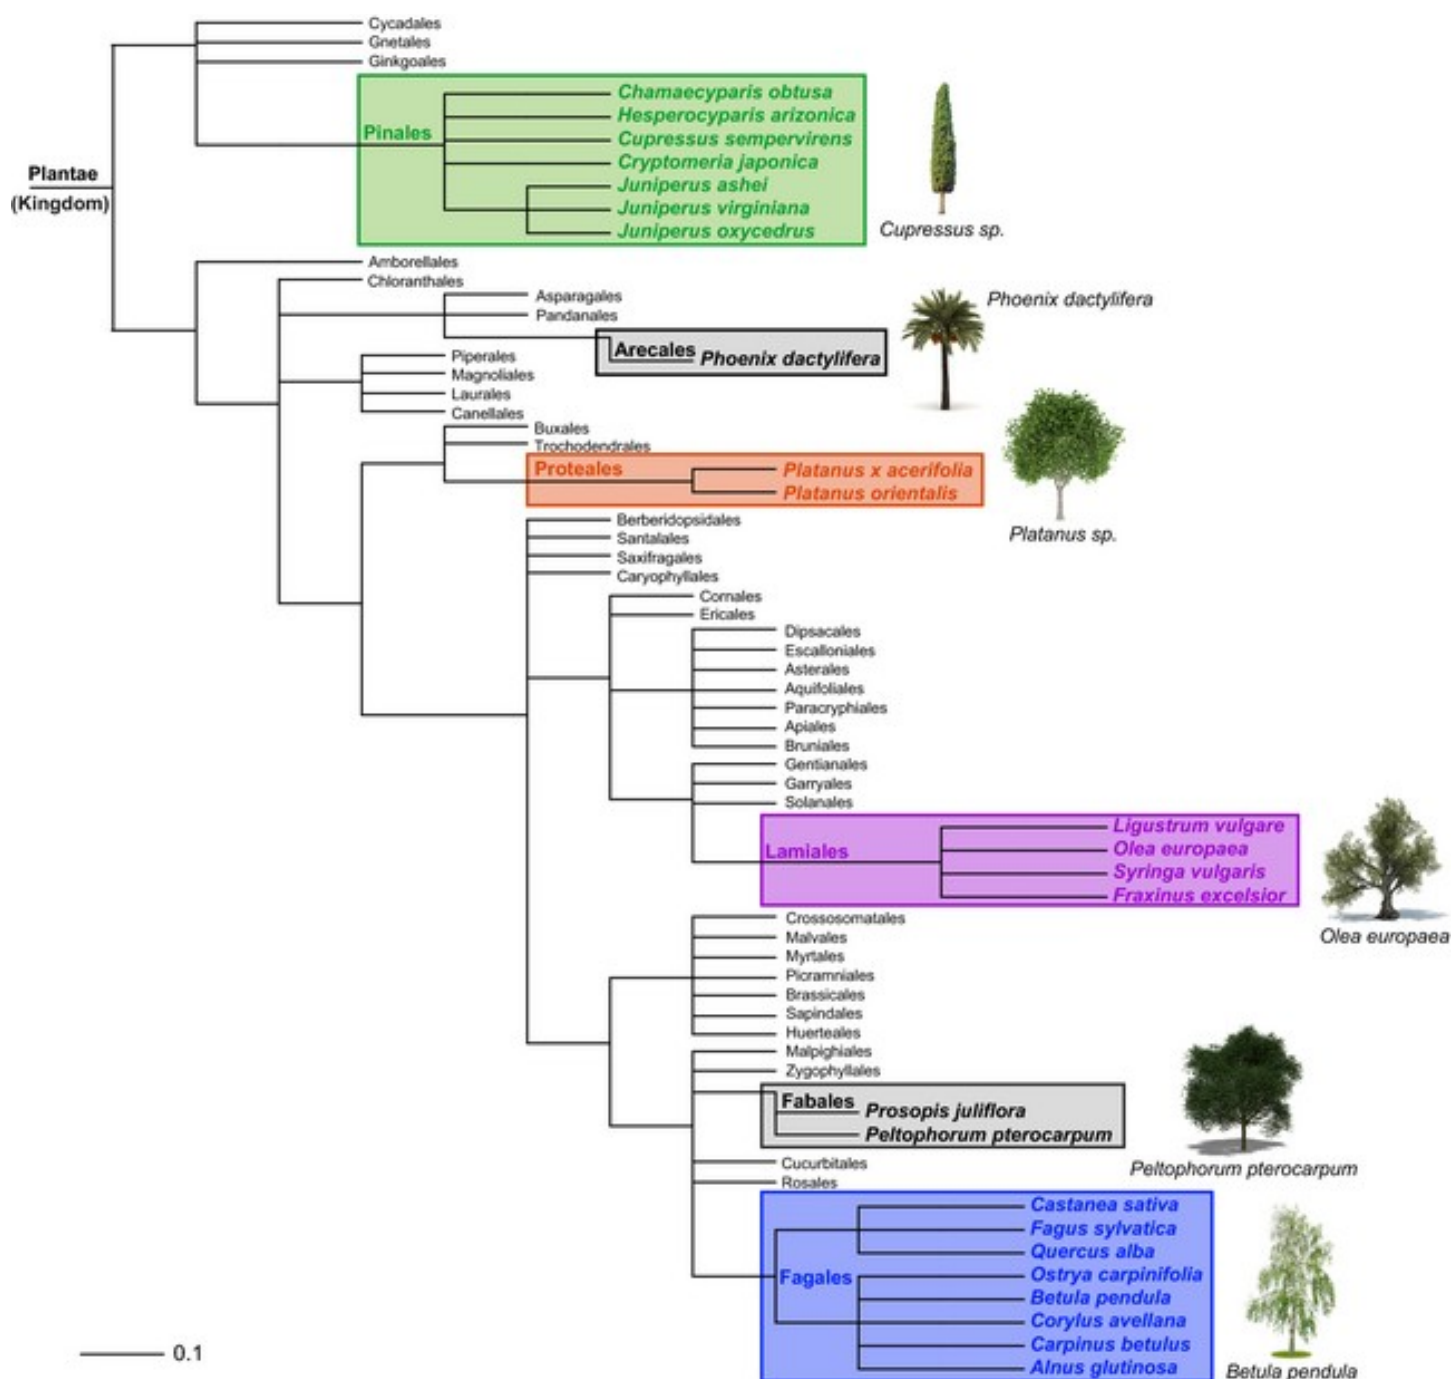 Cycadales
Gnetales
Ginkgoales
Pinales
Chamaecyparis obtusa
Hesperocyparis arizonica
Cupressus sempervirens
Cryptomeria japonica
Juniperus ashei
Juniperus virginiana
Juniperus oxycedrus
Cupressus sp.
Plantae
(Kingdom)
Amborellales
Chloranthales
Asparagales
Pandanales
Arecales
Phoenix dactylifera
Phoenix dactylifera
Piperales
Magnoliales
Laurales
Canellales
Buxales
Trochodendrales
Proteales
Platanus x acerifolia
Platanus orientalis
Platanus sp.
Berberidopsidales
Santalales
Saxifragales
Caryophyllales
Cornales
Ericales
Dipsacales
Escalloniales
Asterales
Aquifoliales
Paracryphiales
Apiales
Bruniales
Gentianales
Garryales
Solanales
Lamiales
Ligustrum vulgare
Olea europaea
Syringa vulgaris
Fraxinus excelsior
Olea europaea
Crossosomatales
Malvales
Myrtales
Picramniales
Brassicales
Sapindales
Huerteales
Malpighiales
Zygophyllales
Fabales
Prosopis juliflora
Peltophorum pterocarpum
Peltophorum pterocarpum
Cucurbitales
Rosales
Fagales
Castanea sativa
Fagus sylvatica
Quercus alba
Ostrya carpinifolia
Betula pendula
Corylus avellana
Carpinus betulus
Alnus glutinosa
Betula pendula
0.1